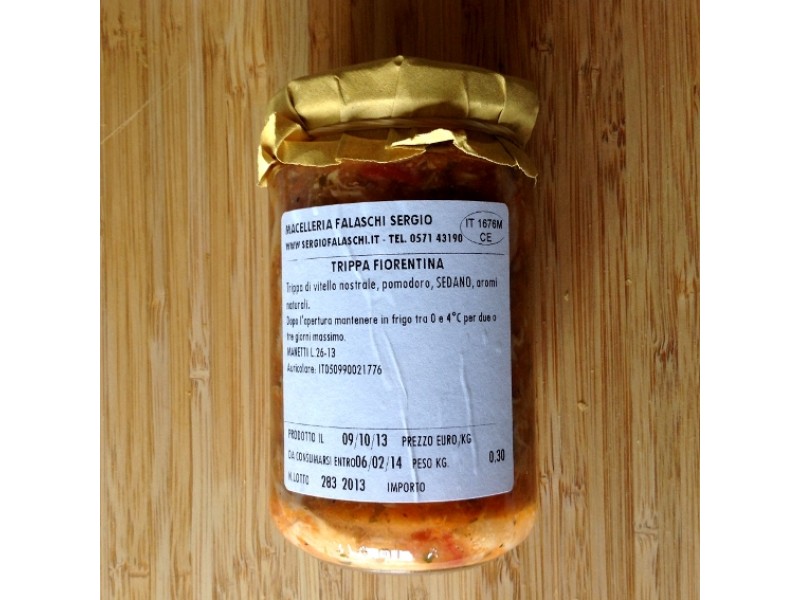 MACELLERIA FALASCHI SERGIO
WWW.SERGIOFALASCHI.IT - TEL. 0571 43190
IT 1676M
CE
TRIPPA FIORENTINA
Trippa di vitello nostrale, pomodoro, SEDANO, aromi
naturali.
Dopo l'apertura mantenere in frigo tra 0 e 4°C per due o
tre giorni massimo.
MANETTI L.26-13
Auricolare: IT050990021776
PRODOTTO IL 09/10/13 PREZZO EURO/KG
DA CONSUMARSI ENTRO 06/02/14 PESO KG. 0,30
N.LOTTO 283 2013 IMPORTO